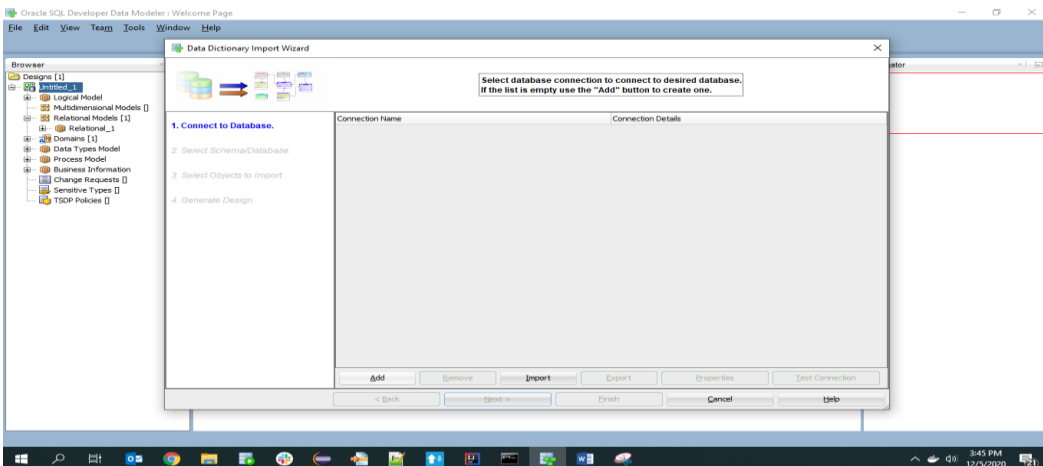 Oracle SQL Developer Data Modeler : Welcome Page
File Edit View Team Tools Window Help
Data Dictionary Import Wizard
Browser
Designs [1]
Untitled_1
Logical Model
Multidimensional Models []
Relational Models [1]
Relational_1
Domains [1]
Data Types Model
Process Model
Business Information
Change Requests []
Sensitive Types []
TSDP Policies []
Select database connection to connect to desired database.
If the list is empty use the "Add" button to create one.
1. Connect to Database.
2. Select Schema/Database.
3. Select Objects to Import.
4. Generate Design.
Connection Name Connection Details
Add Remove Import Export Properties Test Connection
< Back Next > Finish Cancel Help
ator
3:45 PM
12/5/2020
21